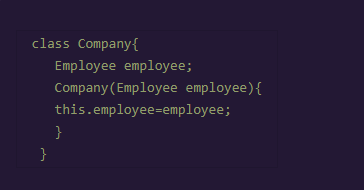 class Company{
Employee employee;
Company(Employee employee){
this.employee=employee;
}
}